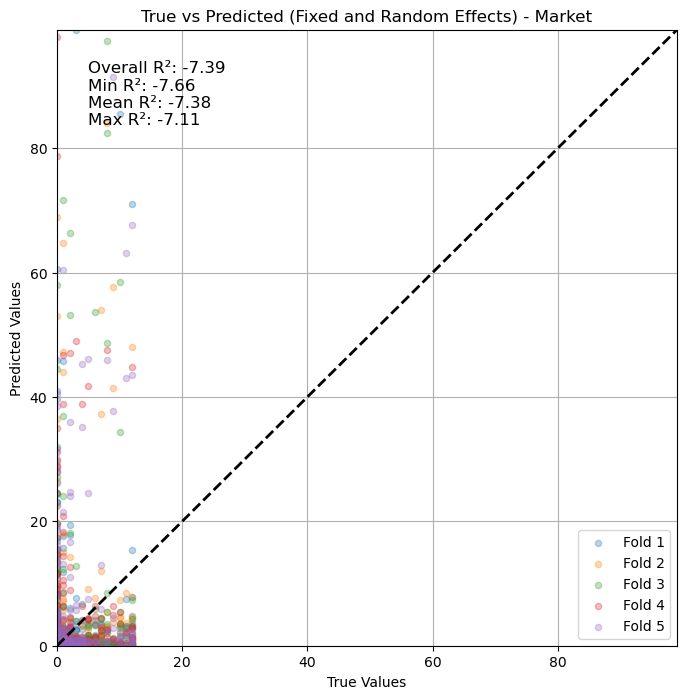 True vs Predicted (Fixed and Random Effects) - Market
Overall R²: -7.39
Min R²: -7.66
Mean R²: -7.38
Max R²: -7.11
80
60
40
20
0
Predicted Values
0 20 40 60 80
True Values
Fold 1
Fold 2
Fold 3
Fold 4
Fold 5